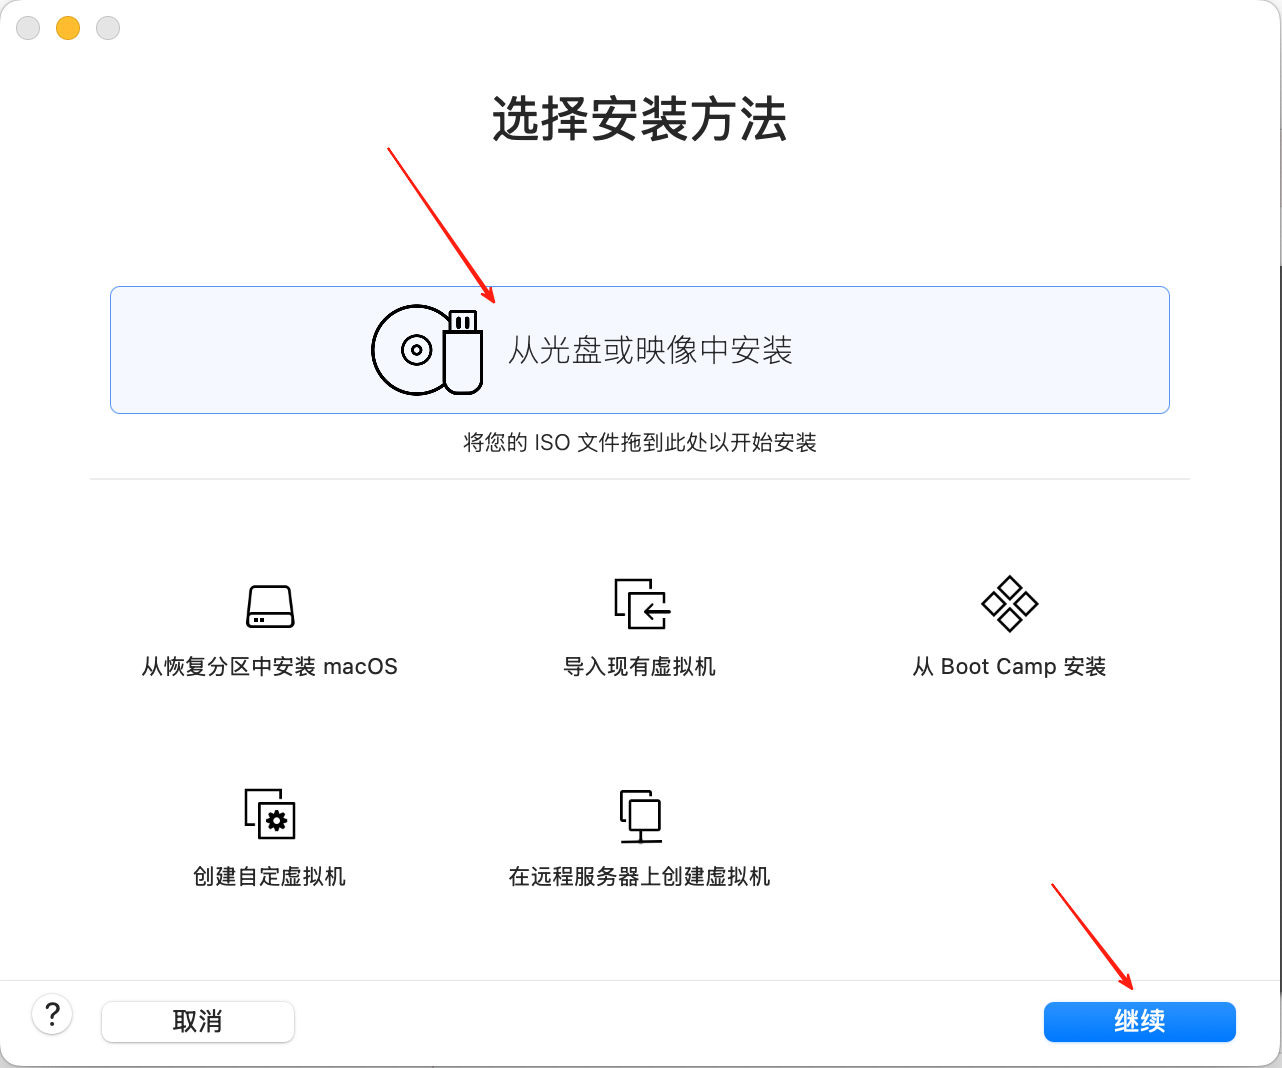 选择安装方法
从光盘或映像中安装
将您的 ISO 文件拖到此处以开始安装
从恢复分区中安装 macOS
导入现有虚拟机
从 Boot Camp 安装
创建自定虚拟机
在远程服务器上创建虚拟机
?
取消
继续